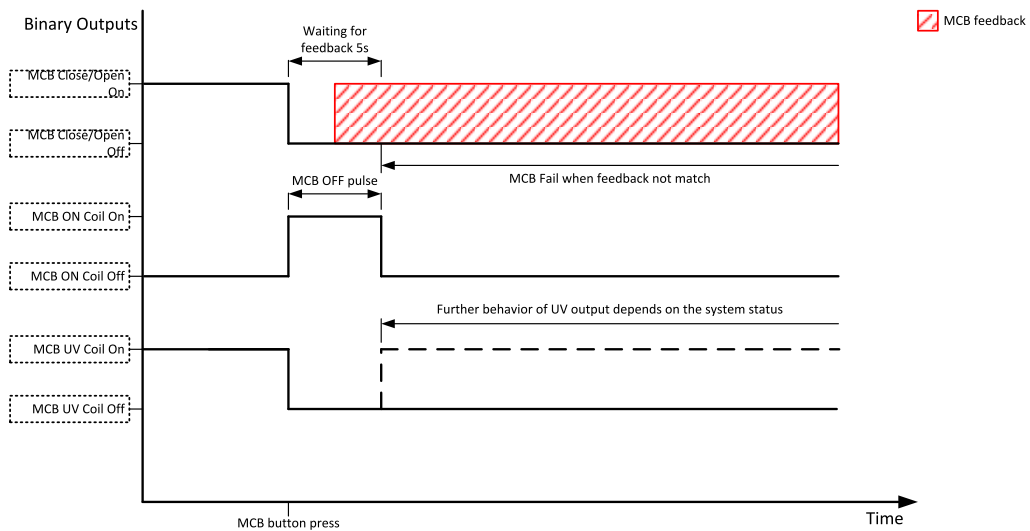 Binary Outputs
MCB feedback
Waiting for
feedback 5s
MCB Close/Open
On
MCB Close/Open
Off
MCB Fail when feedback not match
MCB OFF pulse
MCB ON Coil On
MCB ON Coil Off
Further behavior of UV output depends on the system status
MCB UV Coil On
MCB UV Coil Off
Time
MCB button press